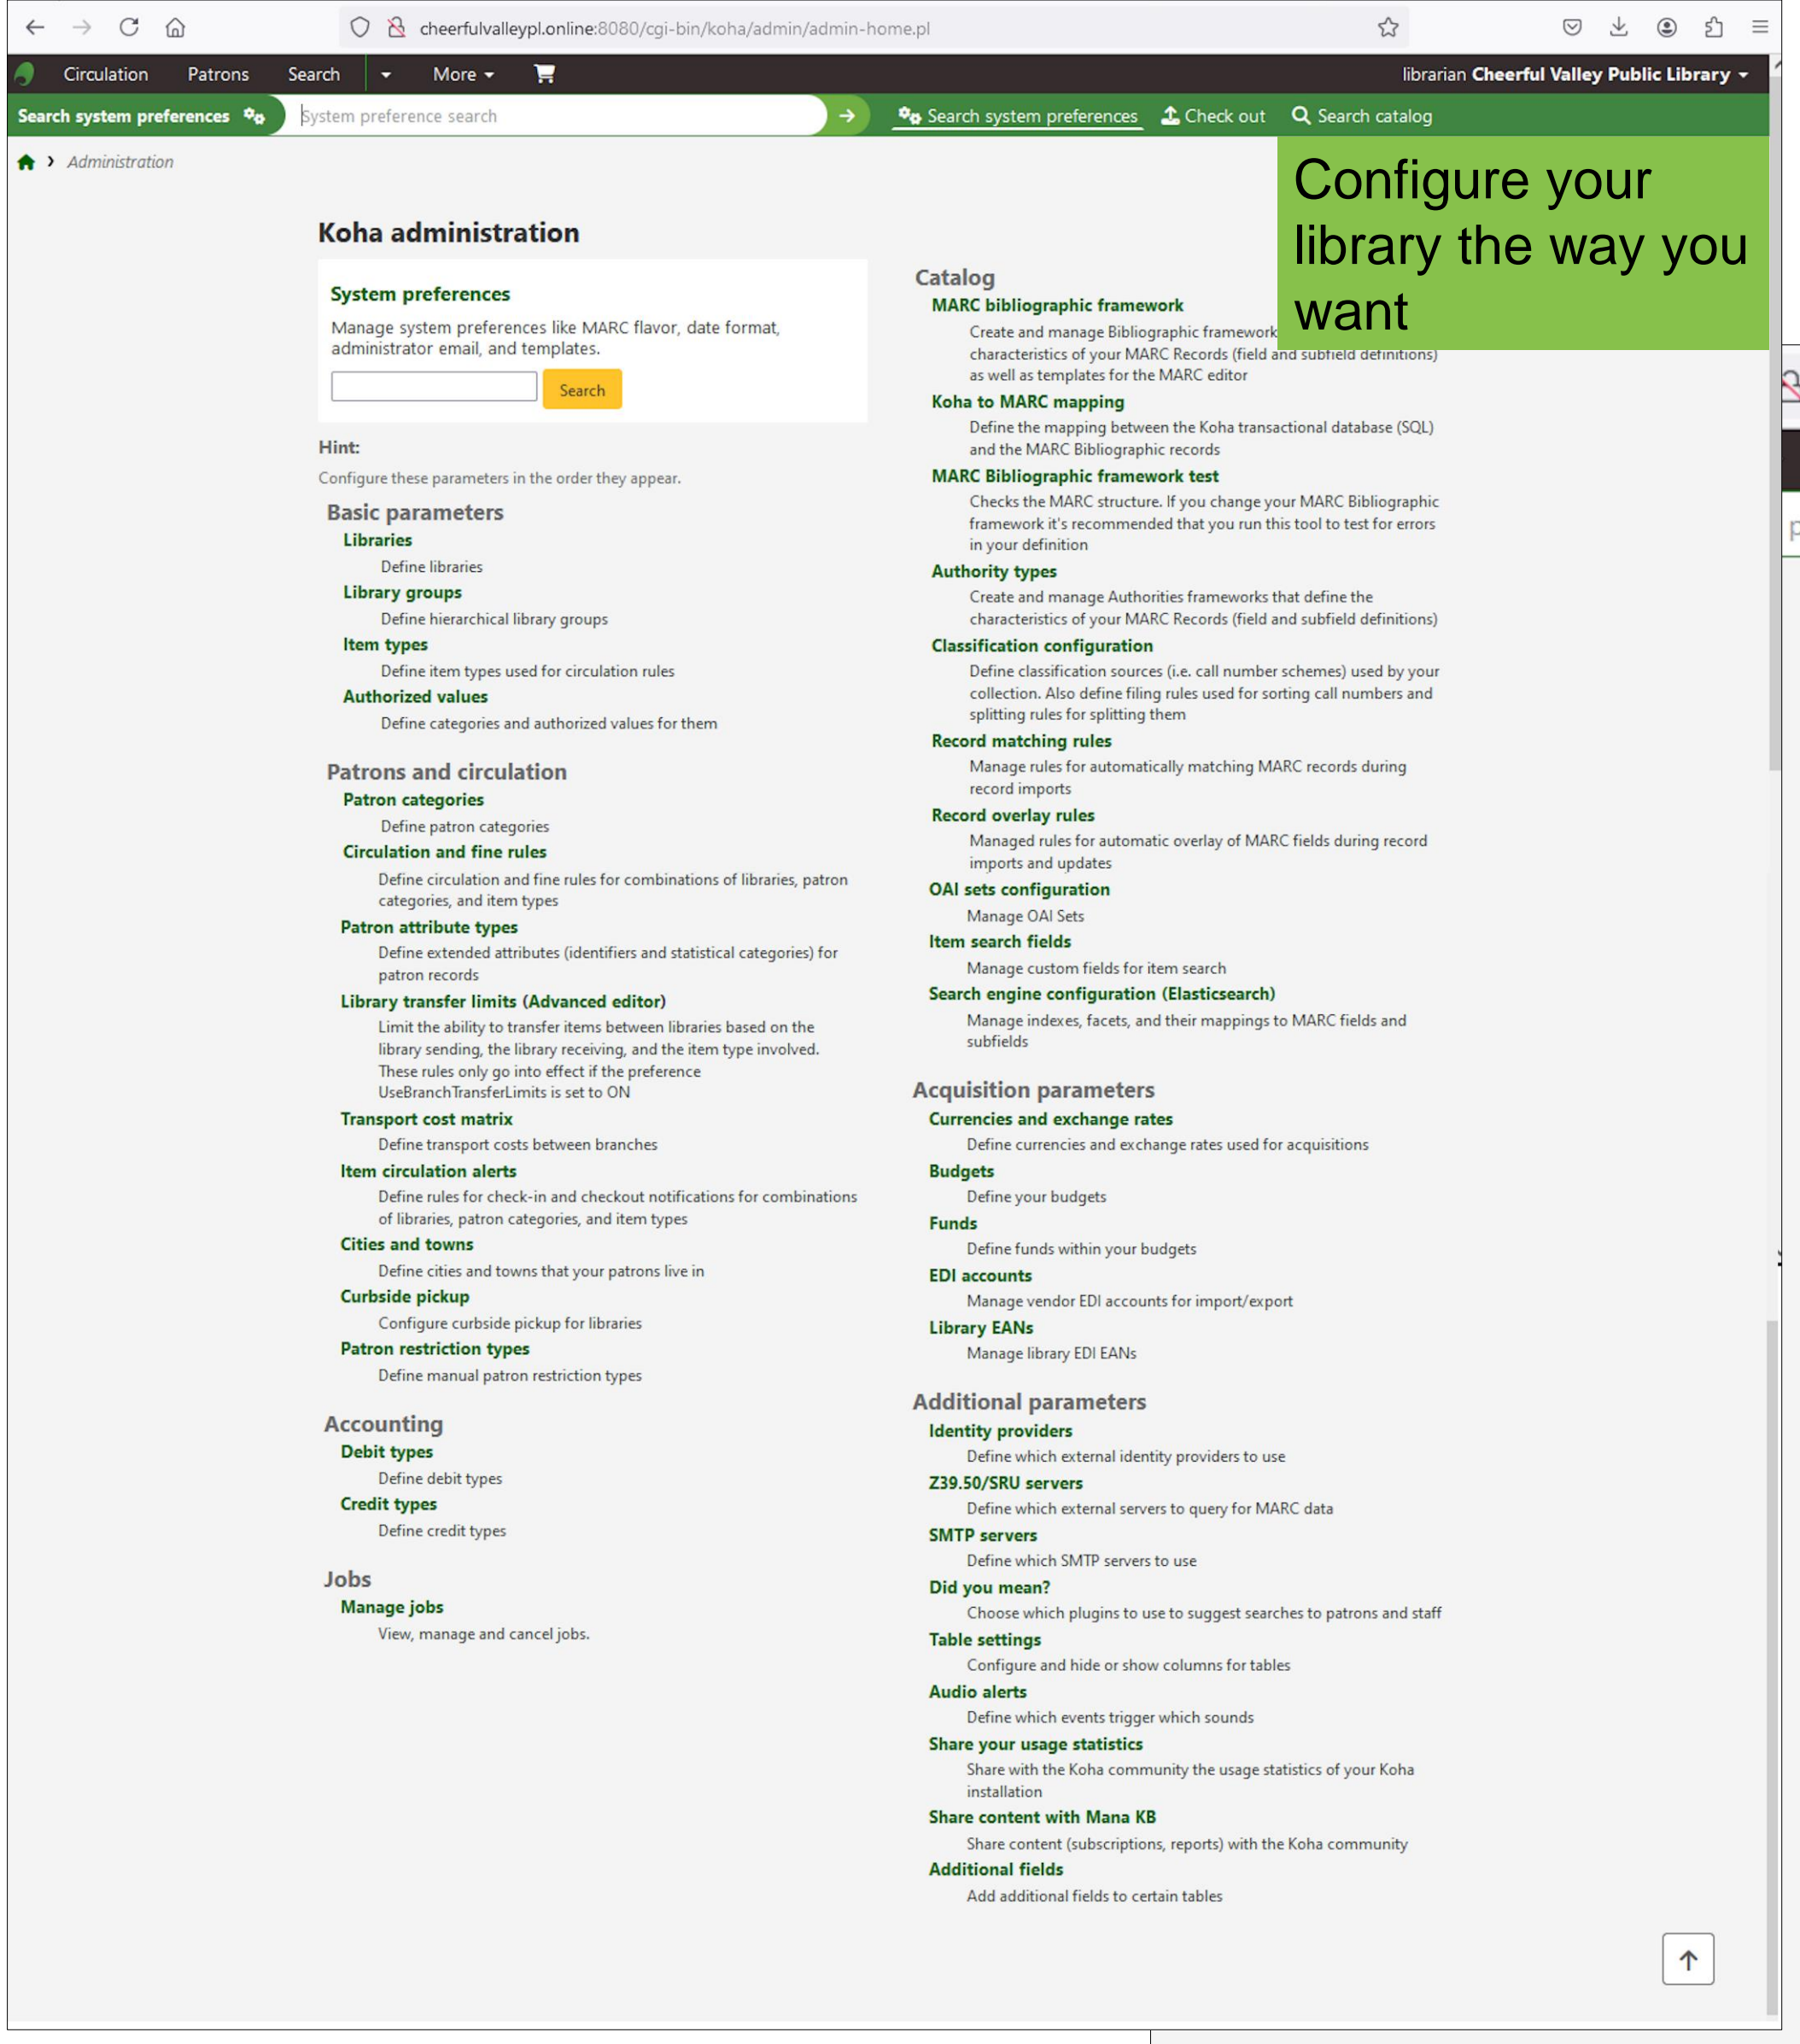 cheerfulvalleypl.online:8080/cgi-bin/koha/admin/admin-home.pl
Circulation Patrons Search More librarian Cheerful Valley Public Library
Search system preferences System preference search Search system preferences Check out Search catalog
Administration
Configure your
library the way you
want
Koha administration
System preferences
Manage system preferences like MARC flavor, date format,
administrator email, and templates.
Search
Hint:
Configure these parameters in the order they appear.
Basic parameters
Libraries
Define libraries
Library groups
Define hierarchical library groups
Item types
Define item types used for circulation rules
Authorized values
Define categories and authorized values for them
Patrons and circulation
Patron categories
Define patron categories
Circulation and fine rules
Define circulation and fine rules for combinations of libraries, patron
categories, and item types
Patron attribute types
Define extended attributes (identifiers and statistical categories) for
patron records
Library transfer limits (Advanced editor)
Limit the ability to transfer items between libraries based on the
library sending, the library receiving, and the item type involved.
These rules only go into effect if the preference
UseBranchTransferLimits is set to ON
Transport cost matrix
Define transport costs between branches
Item circulation alerts
Define rules for check-in and checkout notifications for combinations
of libraries, patron categories, and item types
Cities and towns
Define cities and towns that your patrons live in
Curbside pickup
Configure curbside pickup for libraries
Patron restriction types
Define manual patron restriction types
Accounting
Debit types
Define debit types
Credit types
Define credit types
Jobs
Manage jobs
View, manage and cancel jobs.
Catalog
MARC bibliographic framework
Create and manage Bibliographic framework
characteristics of your MARC Records (field and subfield definitions)
as well as templates for the MARC editor
Koha to MARC mapping
Define the mapping between the Koha transactional database (SQL)
and the MARC Bibliographic records
MARC Bibliographic framework test
Checks the MARC structure. If you change your MARC Bibliographic
framework it's recommended that you run this tool to test for errors
in your definition
Authority types
Create and manage Authorities frameworks that define the
characteristics of your MARC Records (field and subfield definitions)
Classification configuration
Define classification sources (i.e. call number schemes) used by your
collection. Also define filing rules used for sorting call numbers and
splitting rules for splitting them
Record matching rules
Manage rules for automatically matching MARC records during
record imports
Record overlay rules
Managed rules for automatic overlay of MARC fields during record
imports and updates
OAI sets configuration
Manage OAI Sets
Item search fields
Manage custom fields for item search
Search engine configuration (Elasticsearch)
Manage indexes, facets, and their mappings to MARC fields and
subfields
Acquisition parameters
Currencies and exchange rates
Define currencies and exchange rates used for acquisitions
Budgets
Define your budgets
Funds
Define funds within your budgets
EDI accounts
Manage vendor EDI accounts for import/export
Library EANs
Manage library EDI EANs
Additional parameters
Identity providers
Define which external identity providers to use
Z39.50/SRU servers
Define which external servers to query for MARC data
SMTP servers
Define which SMTP servers to use
Did you mean?
Choose which plugins to use to suggest searches to patrons and staff
Table settings
Configure and hide or show columns for tables
Audio alerts
Define which events trigger which sounds
Share your usage statistics
Share with the Koha community the usage statistics of your Koha
installation
Share content with Mana KB
Share content (subscriptions, reports) with the Koha community
Additional fields
Add additional fields to certain tables